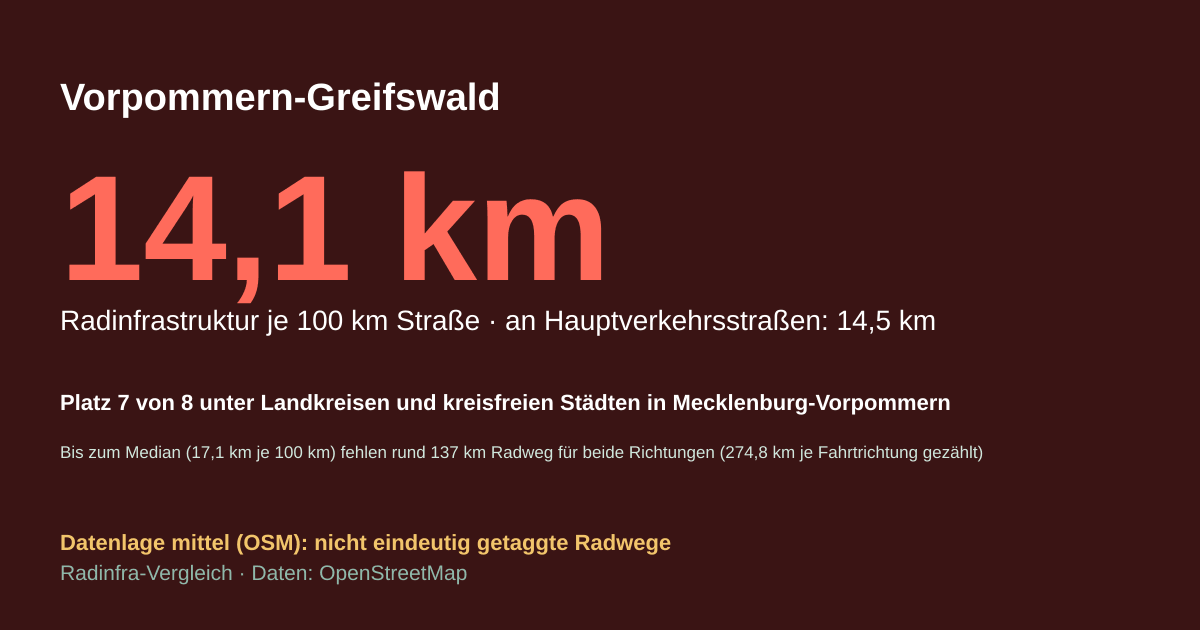 Vorpommern-Greifswald
14,1 km
Radinfrastruktur je 100 km Straße · an Hauptverkehrsstraßen: 14,5 km
Platz 7 von 8 unter Landkreisen und kreisfreien Städten in Mecklenburg-Vorpommern
Bis zum Median (17,1 km je 100 km) fehlen rund 137 km Radweg für beide Richtungen (274,8 km je Fahrtrichtung gezählt)
Datenlage mittel (OSM): nicht eindeutig getaggte Radwege
Radinfra-Vergleich · Daten: OpenStreetMap